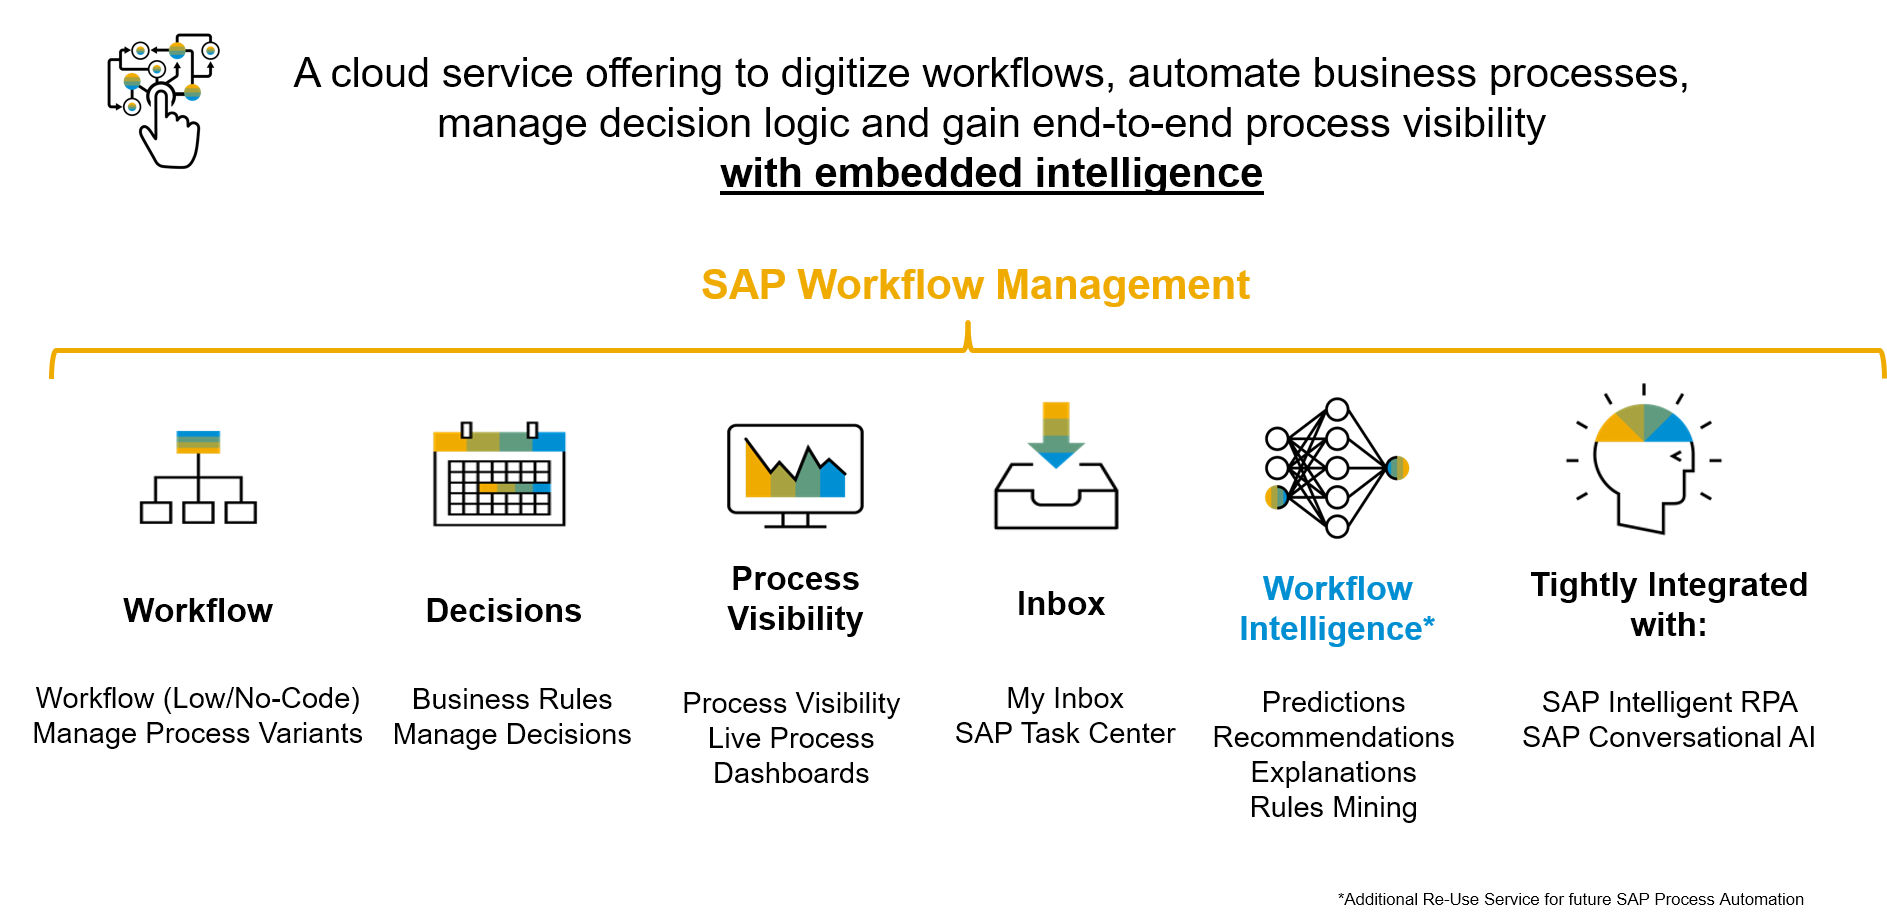 A cloud service offering to digitize workflows, automate business processes,
manage decision logic and gain end-to-end process visibility
with embedded intelligence
SAP Workflow Management
Workflow
Workflow (Low/No-Code)
Manage Process Variants
Decisions
Business Rules
Manage Decisions
Process
Visibility
Process Visibility
Live Process
Dashboards
Inbox
My Inbox
SAP Task Center
Workflow
Intelligence*
Predictions
Recommendations
Explanations
Rules Mining
Tightly Integrated
with:
SAP Intelligent RPA
SAP Conversational AI
*Additional Re-Use Service for future SAP Process Automation